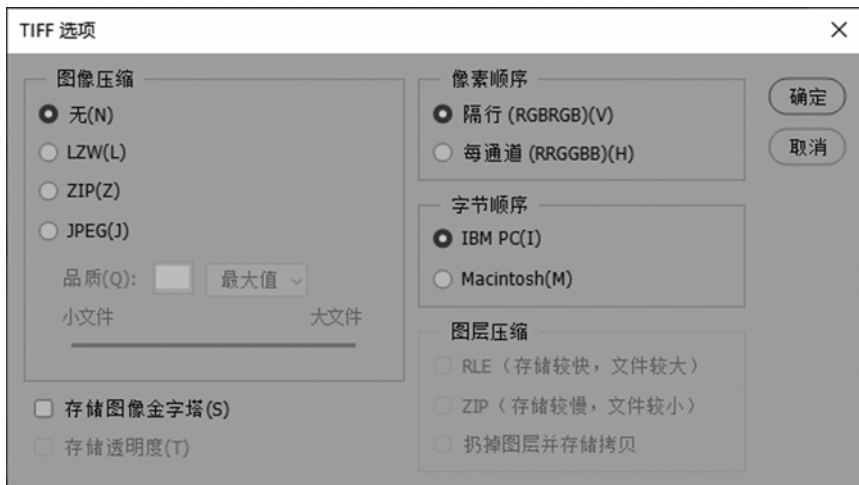 TIFF 选项
图像压缩
无(N)
LZW(L)
ZIP(Z)
JPEG(J)
品质(Q):
最大值
小文件
大文件
存储图像金字塔(S)
存储透明度(T)
像素顺序
隔行 (RGBRGB)(V)
每通道 (RRGGBB)(H)
字节顺序
IBM PC(I)
Macintosh(M)
图层压缩
RLE（存储较快，文件较大）
ZIP（存储较慢，文件较小）
扔掉图层并存储拷贝
确定
取消